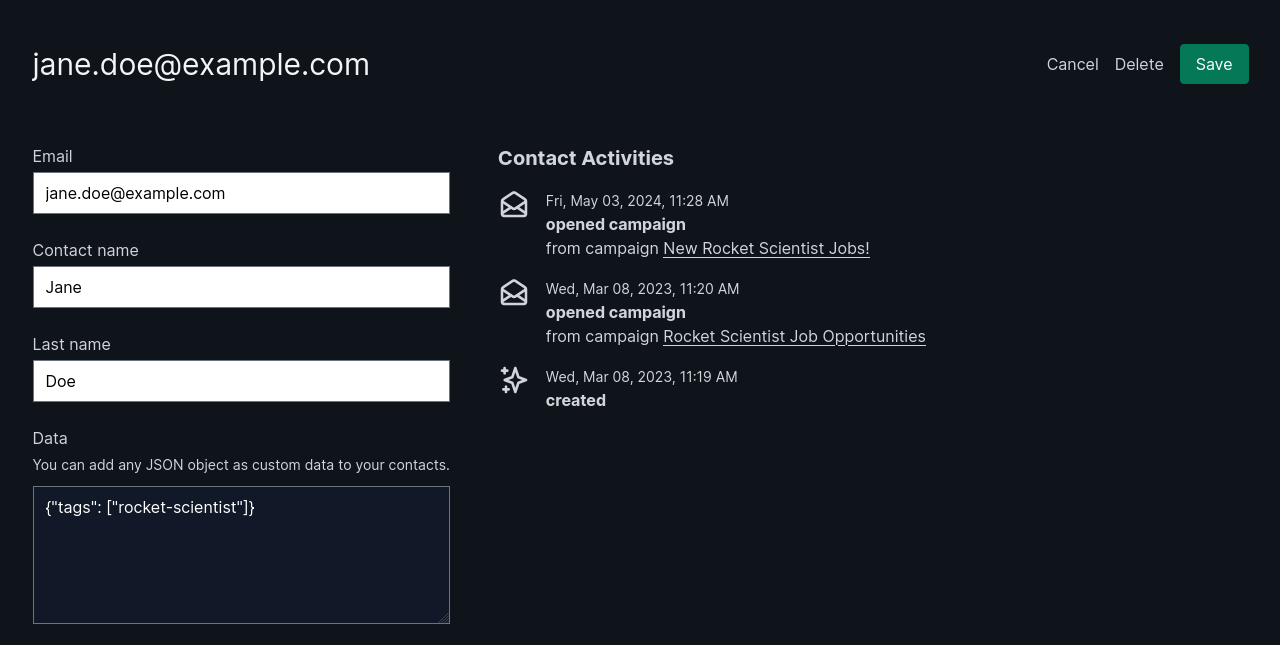 jane.doe@example.com
Cancel Delete Save
Email
jane.doe@example.com
Contact name
Jane
Last name
Doe
Data
You can add any JSON object as custom data to your contacts.
{"tags": ["rocket-scientist"]}
Contact Activities
Fri, May 03, 2024, 11:28 AM
opened campaign
from campaign New Rocket Scientist Jobs!
Wed, Mar 08, 2023, 11:20 AM
opened campaign
from campaign Rocket Scientist Job Opportunities
Wed, Mar 08, 2023, 11:19 AM
created